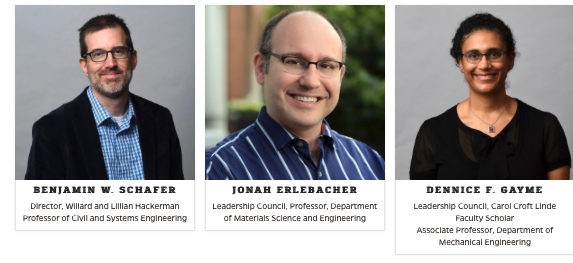 BENJAMIN W. SCHAFER
Director, Willard and Lillian Hackerman
Professor of Civil and Systems Engineering
JONAH ERLEBACHER
Leadership Council, Professor, Department
of Materials Science and Engineering
DENNICE F. GAYME
Leadership Council, Carol Croft Linde
Faculty Scholar
Associate Professor, Department of
Mechanical Engineering